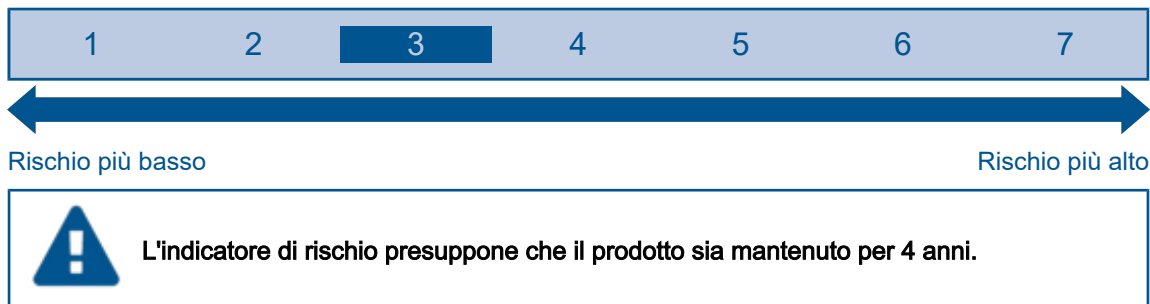 1 2 3 4 5 6 7
Rischio più basso Rischio più alto
L'indicatore di rischio presuppone che il prodotto sia mantenuto per 4 anni.